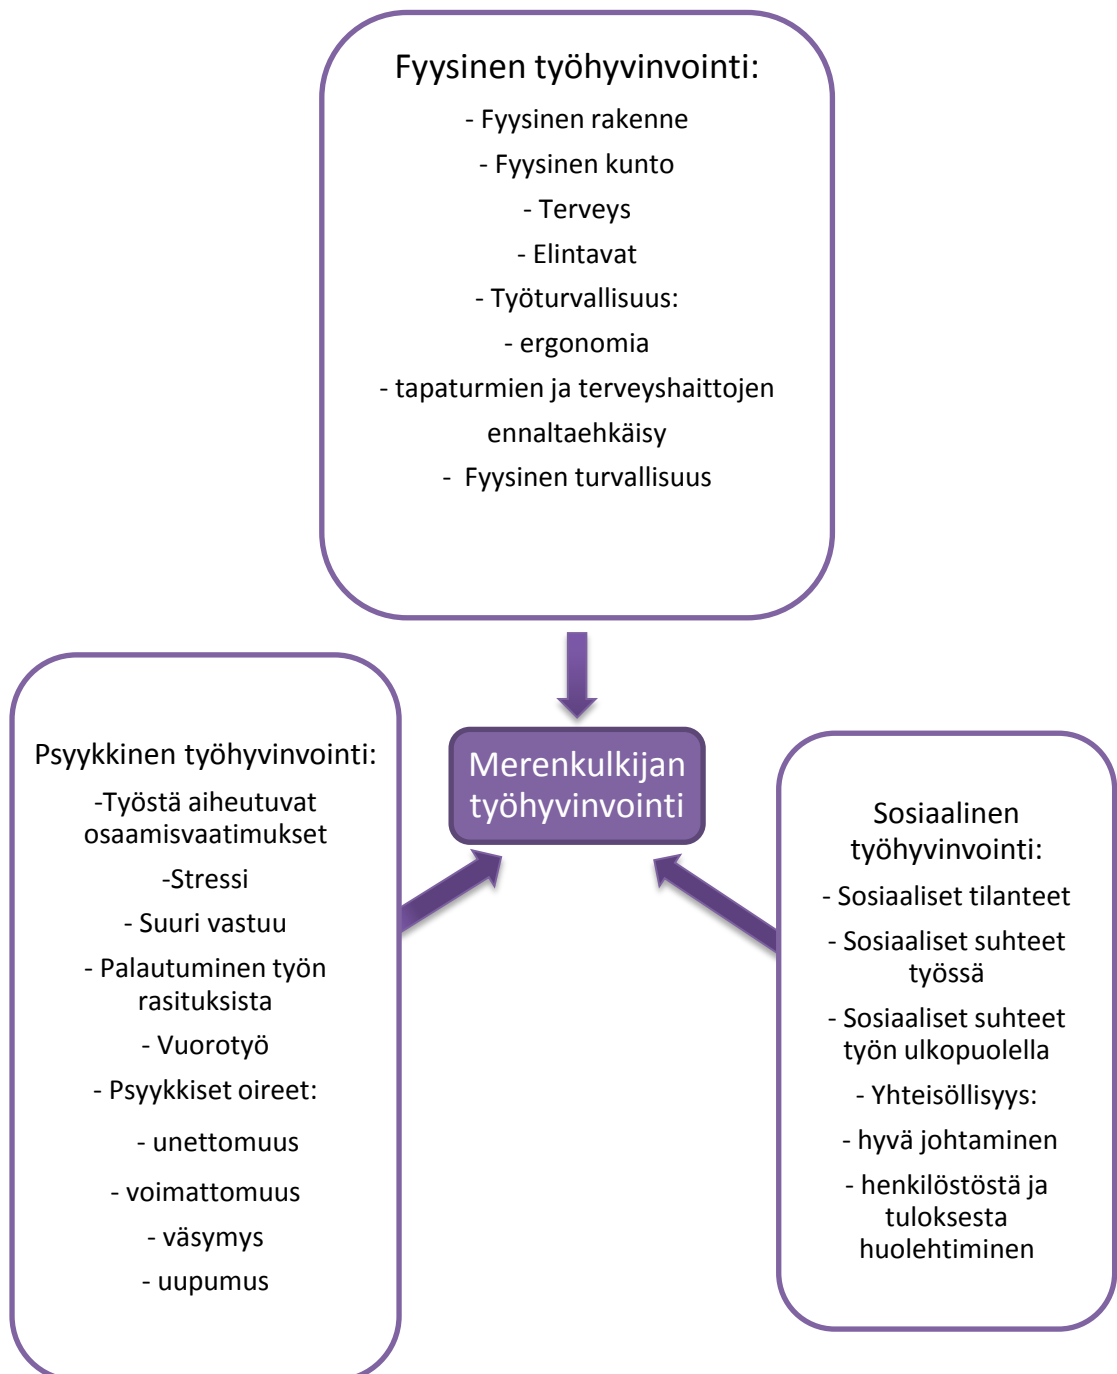 Fyysinen työhyvinvointi:
- Fyysinen rakenne
- Fyysinen kunto
- Terveys
- Elintavat
- Työturvallisuus:
- ergonomia
- tapaturmien ja terveyshaittojen
ennaltaehkäisy
- Fyysinen turvallisuus
Merenkulkijan
työhyvinvointi
Psyykkinen työhyvinvointi:
-Työstä aiheutuvat
osaamisvaatimukset
-Stressi
- Suuri vastuu
- Palautuminen työn
rasituksista
- Vuorotyö
- Psyykkiset oireet:
- unettomuus
- voimattomuus
- väsymys
- uupumus
Sosiaalinen
työhyvinvointi:
- Sosiaaliset tilanteet
- Sosiaaliset suhteet
työssä
- Sosiaaliset suhteet
työn ulkopuolella
- Yhteisöllisyys:
- hyvä johtaminen
- henkilöstöstä ja
tuloksesta
huolehtiminen